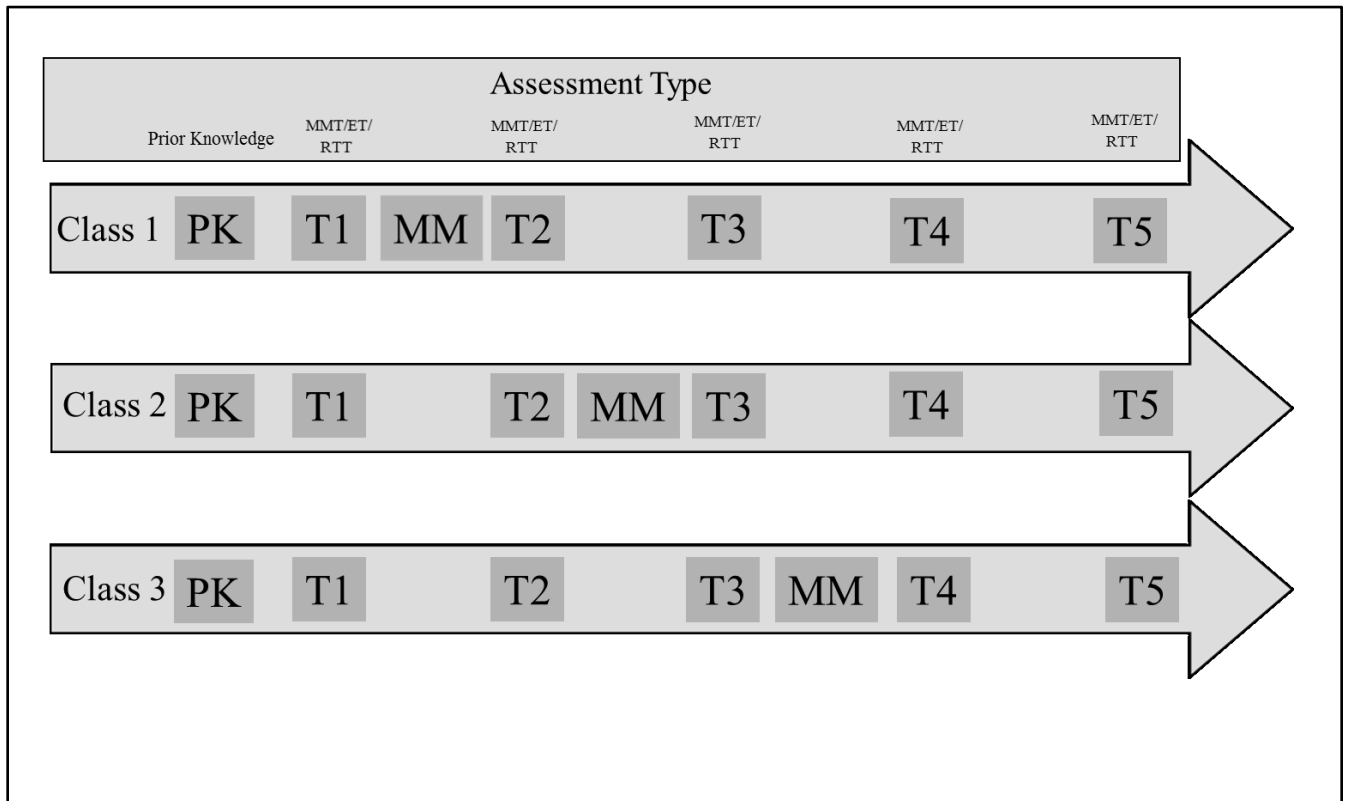 Assessment Type
Prior Knowledge
MMT/ET/
RTT
MMT/ET/
RTT
MMT/ET/
RTT
MMT/ET/
RTT
MMT/ET/
RTT
Class 1 PK T1 MM T2 T3 T4 T5
Class 2 PK T1 T2 MM T3 T4 T5
Class 3 PK T1 T2 T3 MM T4 T5